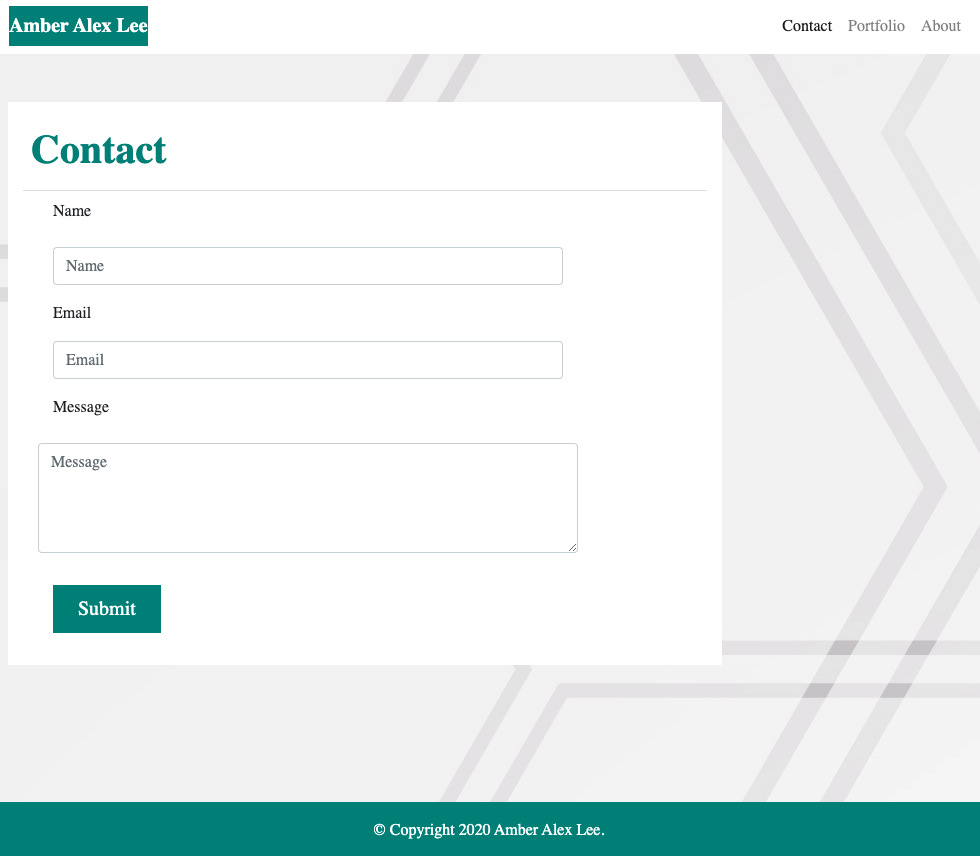 Amber Alex Lee
Contact Portfolio About
Contact
Name
Name
Email
Email
Message
Message
Submit
© Copyright 2020 Amber Alex Lee.